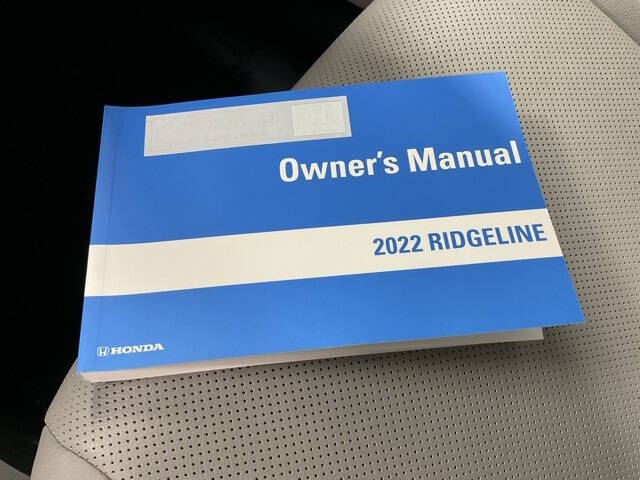 Owner's Manual
2022 RIDGELINE
HONDA